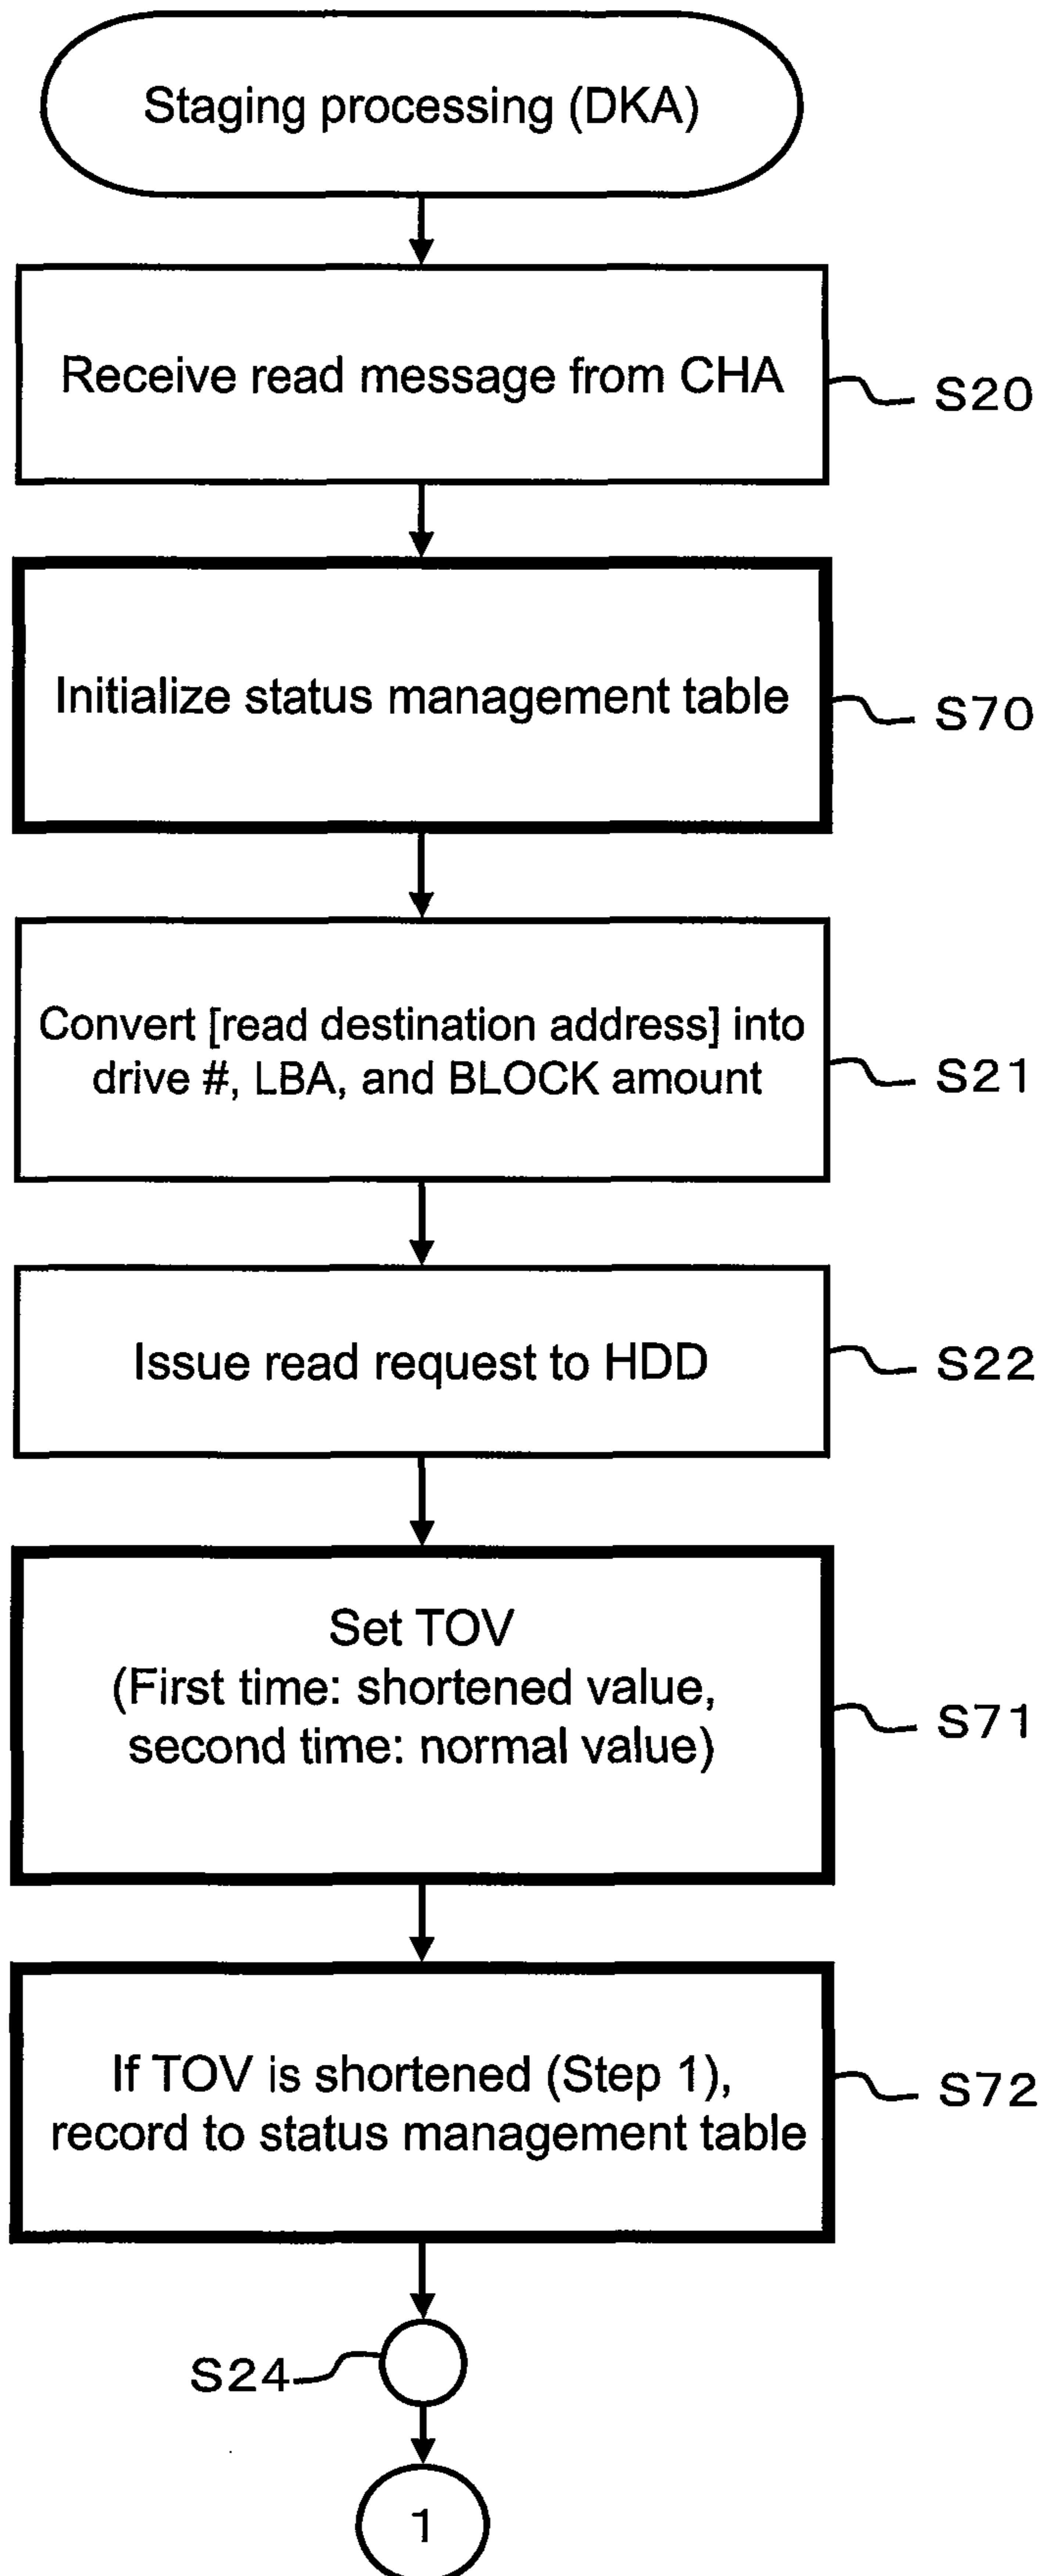 Staging processing (DKA)
Receive read message from CHA
S20
Initialize status management table
S70
Convert [read destination address] into
drive #, LBA, and BLOCK amount
S21
Issue read request to HDD
S22
Set TOV
(First time: shortened value,
second time: normal value)
S71
If TOV is shortened (Step 1),
record to status management table
S72
S24
1